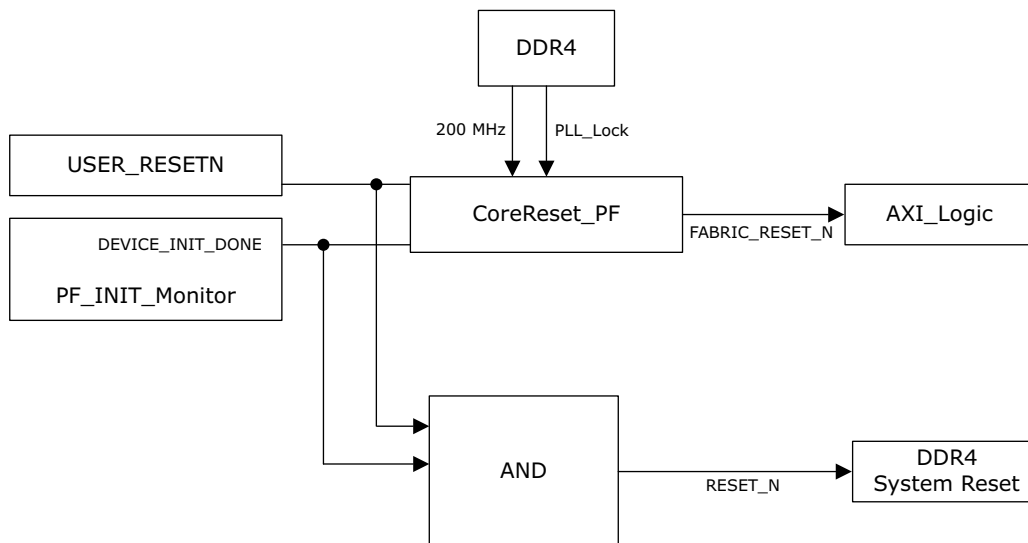 DDR4
200 MHz
PLL_Lock
USER_RESETN
CoreReset_PF
AXI_Logic
FABRIC_RESET_N
DEVICE_INIT_DONE
PF_INIT_Monitor
AND
RESET_N
DDR4
System Reset